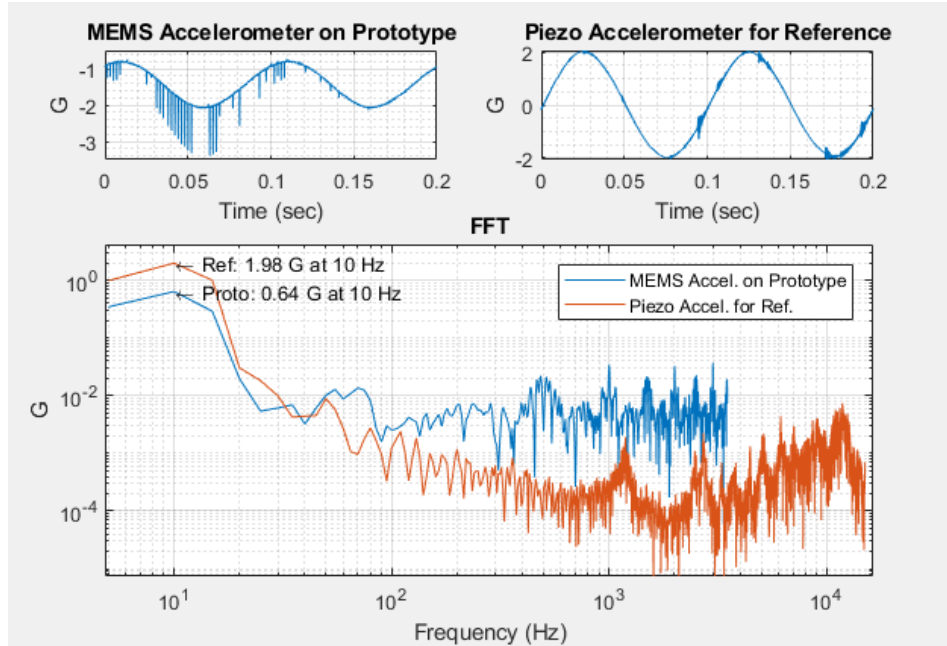 MEMS Accelerometer on Prototype
-1
-2
-3
G
0
0.05
0.1
0.15
0.2
Time (sec)
Piezo Accelerometer for Reference
2
0
-2
G
0
0.05
0.1
0.15
0.2
Time (sec)
FFT
10^0
10^-2
10^-4
G
← Ref: 1.98 G at 10 Hz
← Proto: 0.64 G at 10 Hz
MEMS Accel. on Prototype
Piezo Accel. for Ref.
10^1
10^2
10^3
10^4
Frequency (Hz)